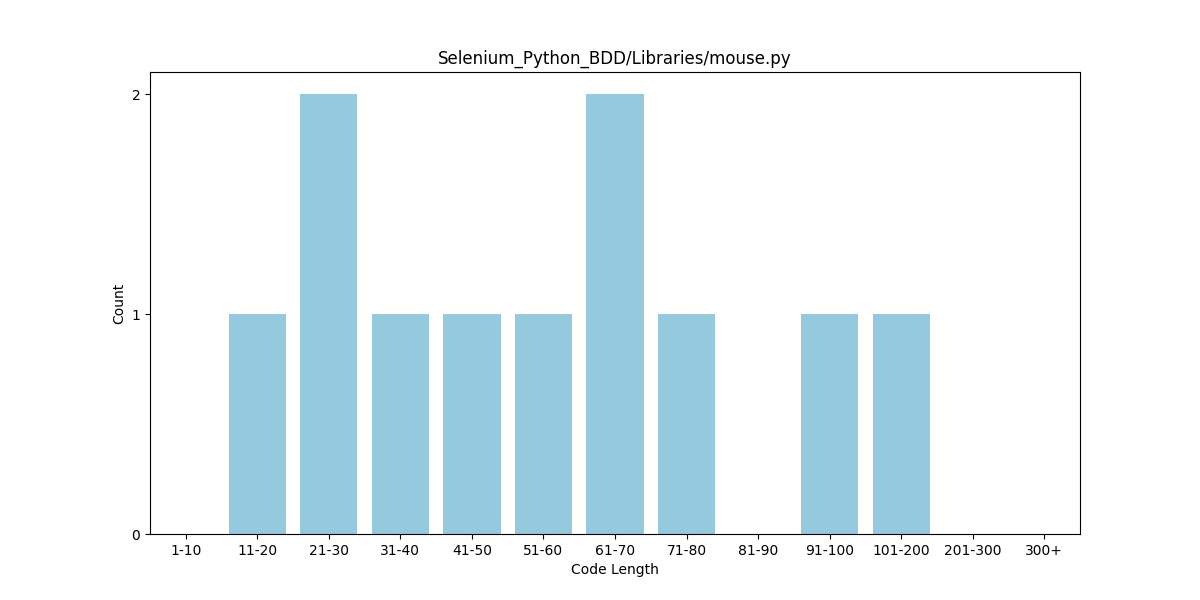 Selenium_Python_BDD/Libraries/mouse.py
2
1
0
Count
1-10 11-20 21-30 31-40 41-50 51-60 61-70 71-80 81-90 91-100 101-200 201-300 300+
Code Length